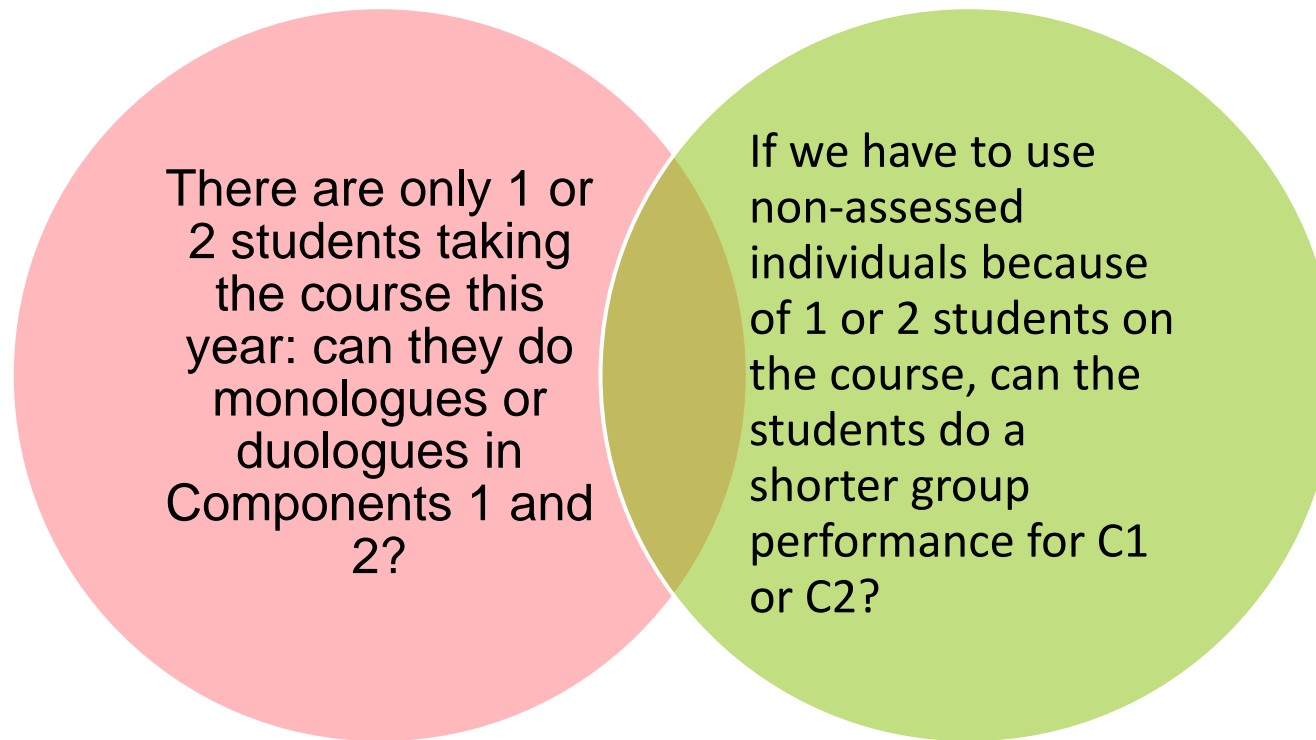 There are only 1 or
2 students taking
the course this
year: can they do
monologues or
duologues in
Components 1 and
2?
If we have to use
non-assessed
individuals because
of 1 or 2 students on
the course, can the
students do a
shorter group
performance for C1
or C2?